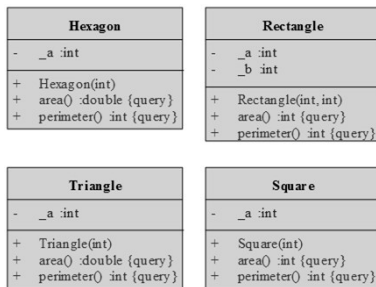 Hexagon
- _a :int
+ Hexagon(int)
+ area() :double {query}
+ perimeter() :int {query}
Rectangle
- _a :int
- _b :int
+ Rectangle(int, int)
+ area() :int {query}
+ perimeter() :int {query}
Triangle
- _a :int
+ Triangle(int)
+ area() :double {query}
+ perimeter() :int {query}
Square
- _a :int
+ Square(int)
+ area() :int {query}
+ perimeter() :int {query}